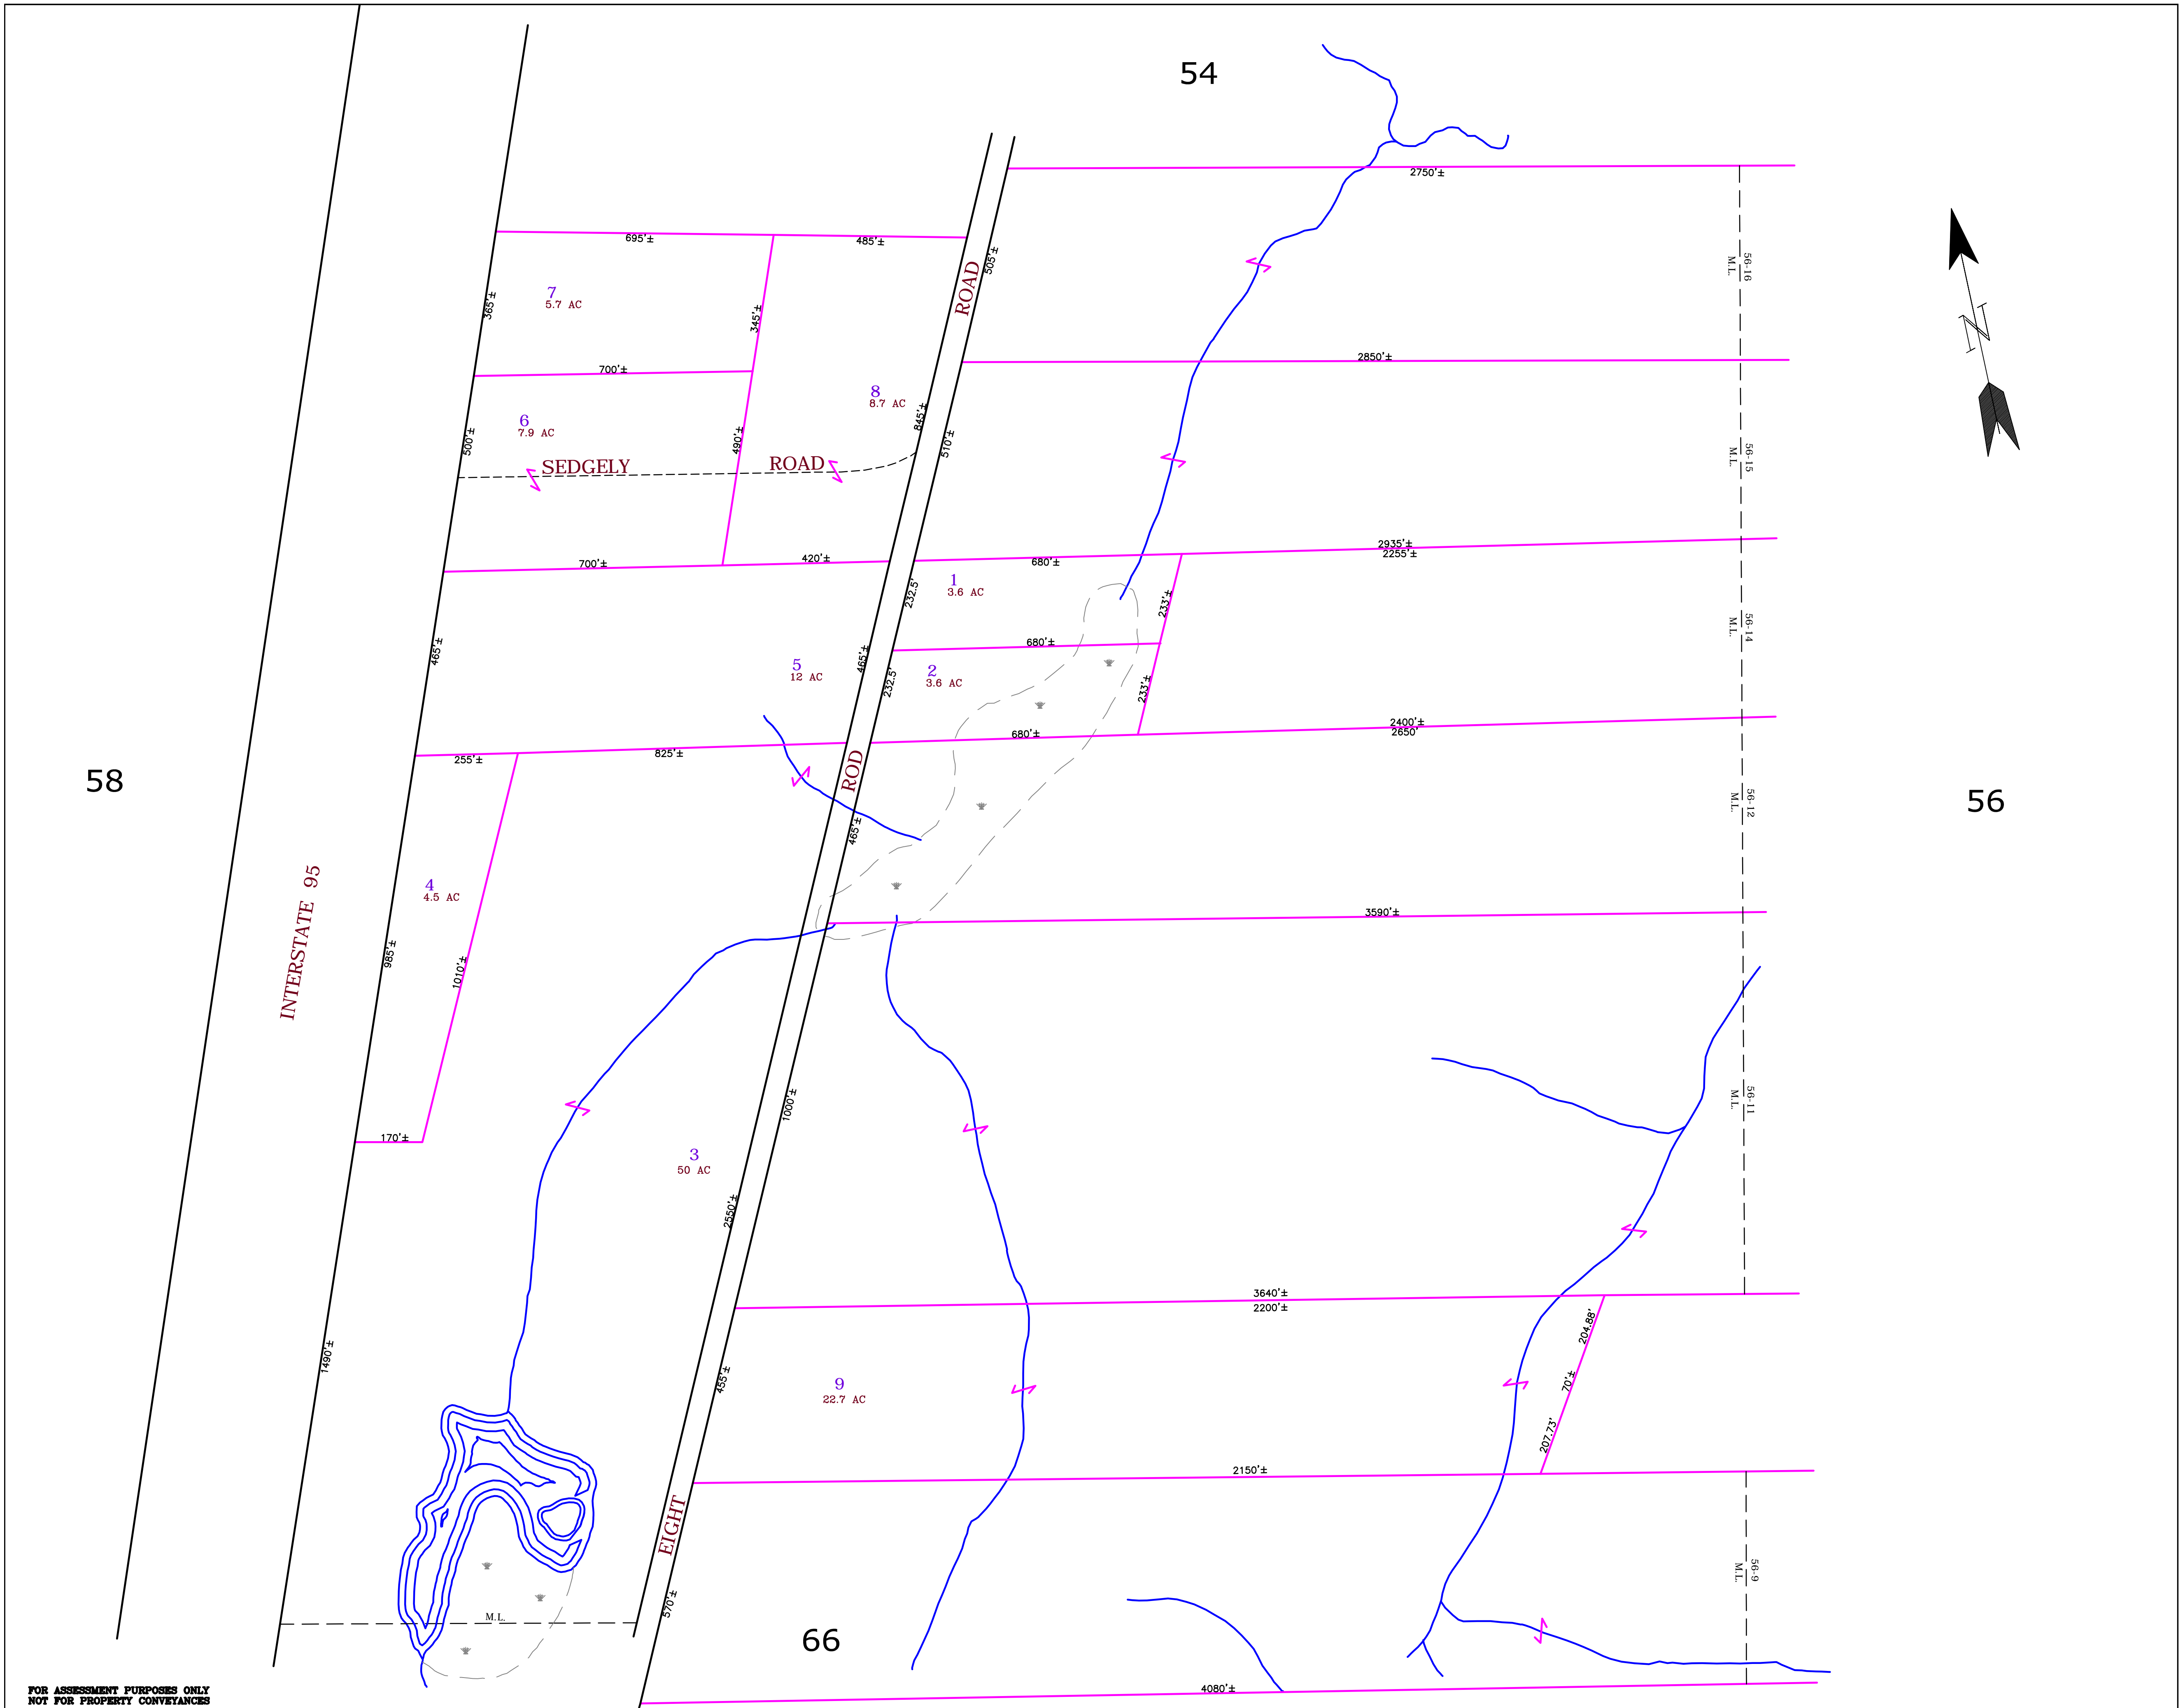 54
2750'±
695'±
485'±
505'±
ROAD
56-16
M.L.
7
5.7 AC
365'±
345'±
N
2850'±
700'±
8
8.7 AC
845'±
510'±
6
7.9 AC
500'±
490'±
SEDGELY ROAD
56-15
M.L.
2935'±
2255'±
700'±
420'±
680'±
1
3.6 AC
232.5'
233'±
56-14
M.L.
465'±
680'±
5
12 AC
465'±
2
3.6 AC
232.5'
233'±
2400'±
2650'
680'±
255'±
825'±
ROD
58
56
56-12
M.L.
465'±
4
4.5 AC
INTERSTATE 95
3590'±
985'±
1010'±
1000'±
56-11
M.L.
170'±
3
50 AC
2550'±
3640'±
2200'±
204.88'
1490'±
455'±
9
22.7 AC
70'±
207.73'
2150'±
EIGHT
56-9
M.L.
570'±
M.L.
66
4080'±
FOR ASSESSMENT PURPOSES ONLY
NOT FOR PROPERTY CONVEYANCES